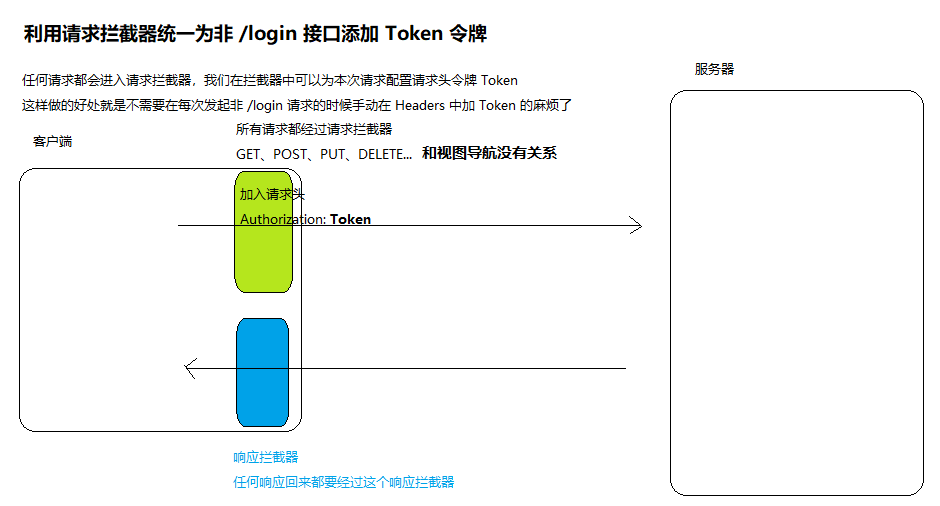 利用请求拦截器统一为非 /login 接口添加 Token 令牌
任何请求都会进入请求拦截器，我们在拦截器中可以为本次请求配置请求头令牌 Token
这样做的好处就是不需要在每次发起非 /login 请求的时候手动在 Headers 中加 Token 的麻烦了
服务器
所有请求都经过请求拦截器
客户端
GET、POST、PUT、DELETE... 和视图导航没有关系
加入请求头
Authorization: Token
响应拦截器
任何响应回来都要经过这个响应拦截器